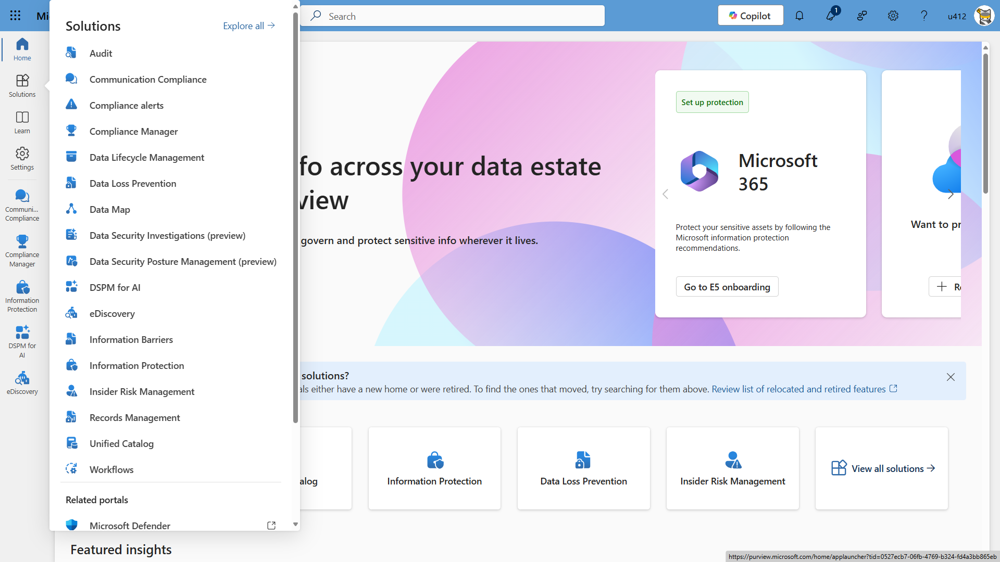 Mi
Search
Copilot
1
u412
Home
Solutions
Learn
Settings
Communi...
Compliance
Compliance
Manager
Information
Protection
DSPM for
AI
eDiscovery
Solutions
Explore all →
Audit
Communication Compliance
Compliance alerts
Compliance Manager
Data Lifecycle Management
Data Loss Prevention
Data Map
Data Security Investigations (preview)
Data Security Posture Management (preview)
DSPM for AI
eDiscovery
Information Barriers
Information Protection
Insider Risk Management
Records Management
Unified Catalog
Workflows
Related portals
Microsoft Defender
fo across your data estate
view
govern and protect sensitive info wherever it lives.
Set up protection
Microsoft
365
Protect your sensitive assets by following the
Microsoft information protection
recommendations.
Go to E5 onboarding
Want to pr
solutions?
als either have a new home or were retired. To find the ones that moved, try searching for them above. Review list of relocated and retired features
alog
Information Protection
Data Loss Prevention
Insider Risk Management
View all solutions →
Featured insights
https://purview.microsoft.com/home/applauncher?tid=0527ecb7-06fb-4769-b324-fd4a3bb865eb